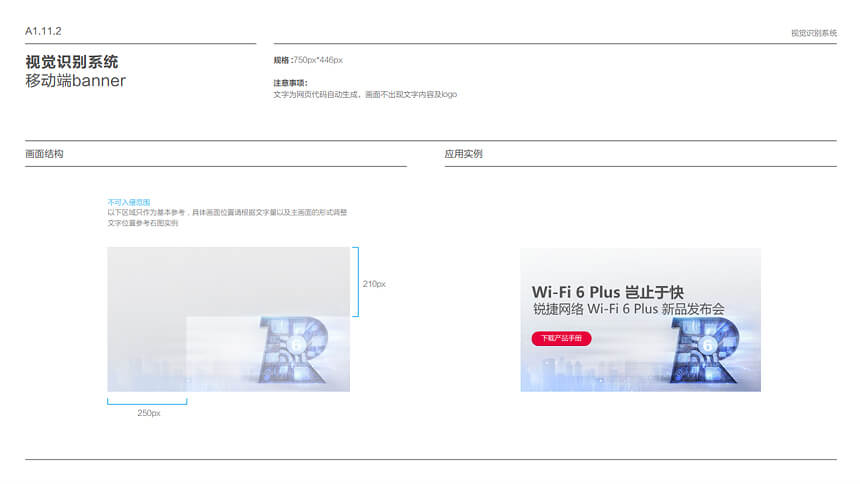 A1.11.2
视觉识别系统
视觉识别系统
移动端banner
规格:750px*446px
注意事项:
文字为网页代码自动生成，画面不出现文字内容及logo
画面结构
应用实例
不可入侵范围
以下区域只作为基本参考，具体画面位置请根据文字量以及主画面的形式调整
文字位置参考右图实例
210px
6
250px
Wi-Fi 6 Plus 岂止于快
锐捷网络 Wi-Fi 6 Plus 新品发布会
下载产品手册
6